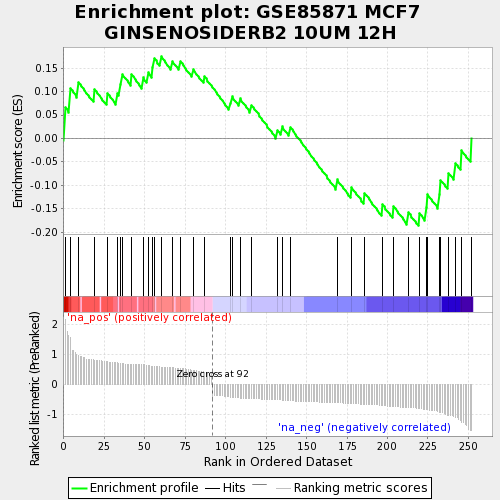 Enrichment plot: GSE85871 MCF7
GINSENOSIDERB2 10UM 12H
Enrichment score (ES)
0.15
0.10
0.05
0.00
-0.05
-0.10
-0.15
-0.20
'na_pos' (positively correlated)
Ranked list metric (PreRanked)
2
1
0
-1
Zero cross at 92
'na_neg' (negatively correlated)
0
25
50
75
100
125
150
175
200
225
250
Rank in Ordered Dataset
Enrichment profile
Hits
Ranking metric scores